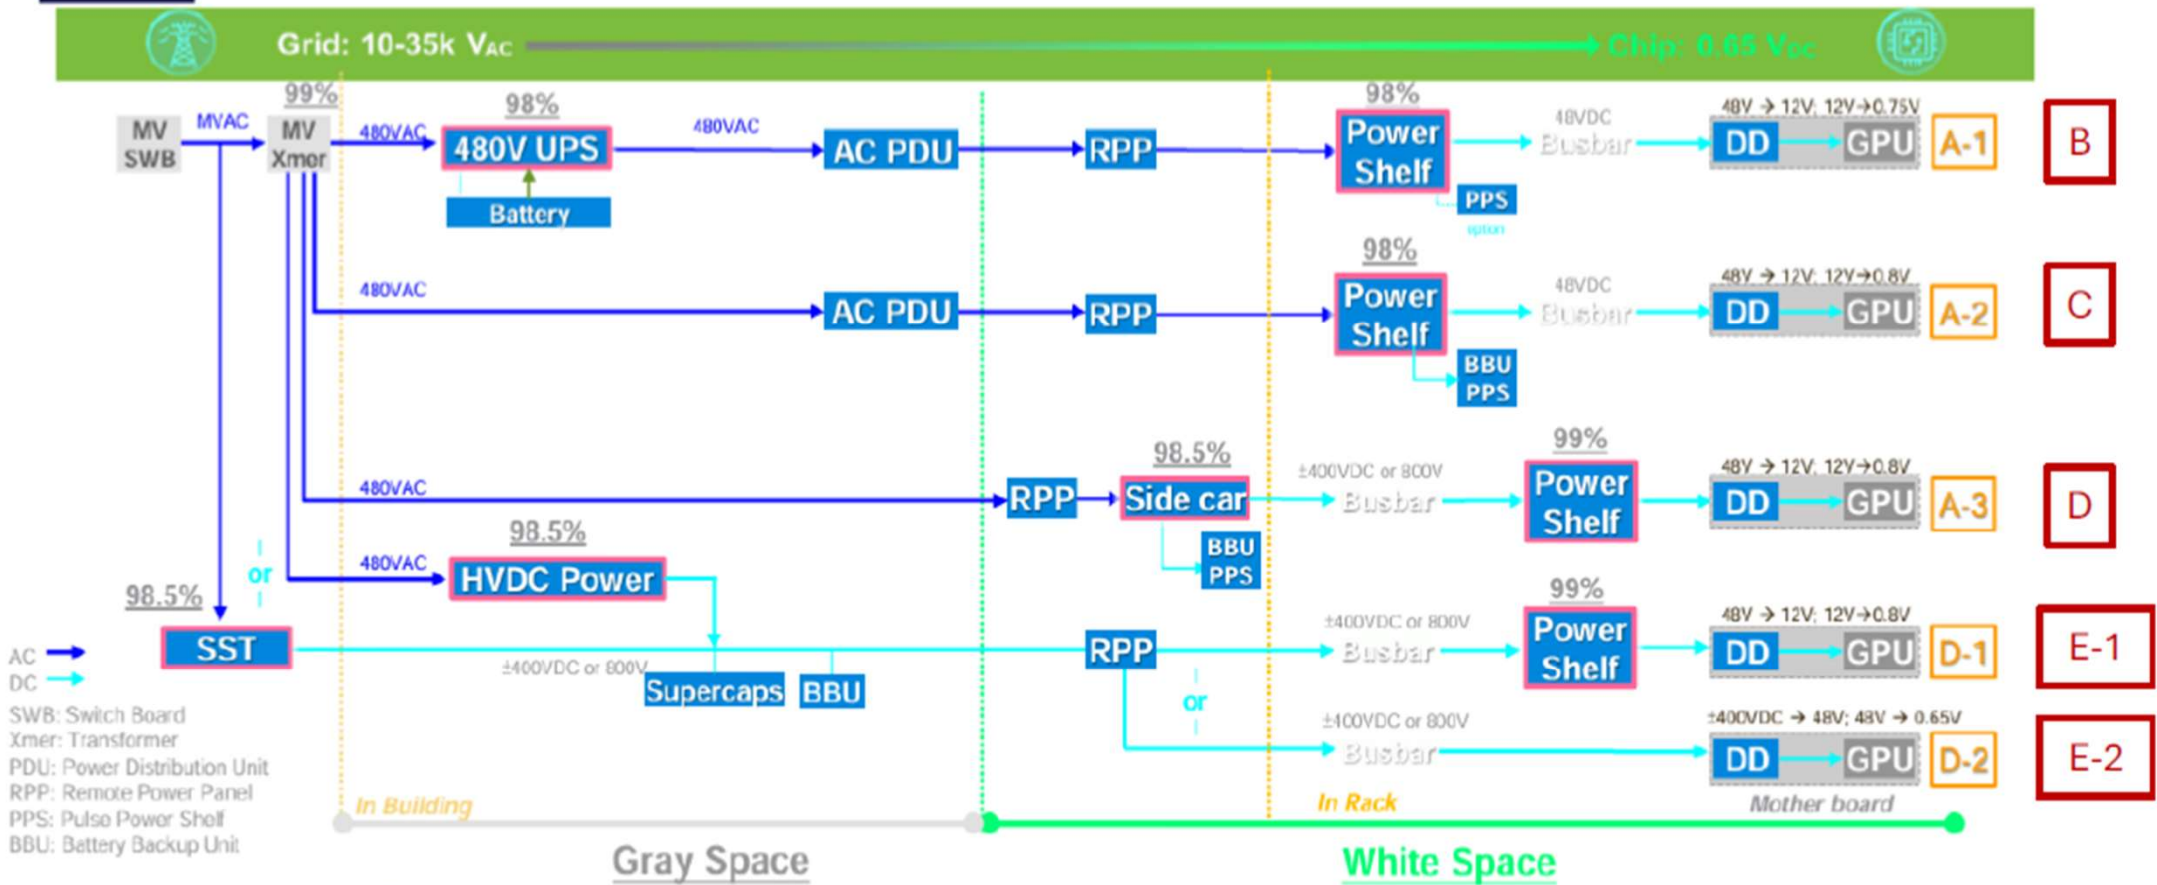 Grid: 10-35k VAC
Chip: 0.65 VDC
99%
98%
98%
MV
SWB
MVAC
MV
Xmer
480VAC
480V UPS
480VAC
AC PDU
RPP
Power
Shelf
48VDC
Busbar
48V → 12V; 12V→0.75V
DD
GPU
A-1
B
Battery
PPS
option
98%
480VAC
AC PDU
RPP
Power
Shelf
48VDC
Busbar
48V → 12V; 12V→0.8V
DD
GPU
A-2
C
BBU
PPS
98.5%
99%
480VAC
RPP
Side car
±400VDC or 800V
Busbar
Power
Shelf
48V → 12V; 12V→0.8V
DD
GPU
A-3
D
BBU
PPS
98.5%
or
480VAC
HVDC Power
98.5%
SST
±400VDC or 800V
Supercaps
BBU
RPP
±400VDC or 800V
Busbar
99%
Power
Shelf
48V → 12V; 12V→0.8V
DD
GPU
D-1
E-1
or
±400VDC or 800V
Busbar
±400VDC → 48V; 48V → 0.65V
DD
GPU
D-2
E-2
AC
DC
SWB: Switch Board
Xmer: Transformer
PDU: Power Distribution Unit
RPP: Remote Power Panel
PPS: Pulse Power Shelf
BBU: Battery Backup Unit
In Building
In Rack
Mother board
Gray Space
White Space